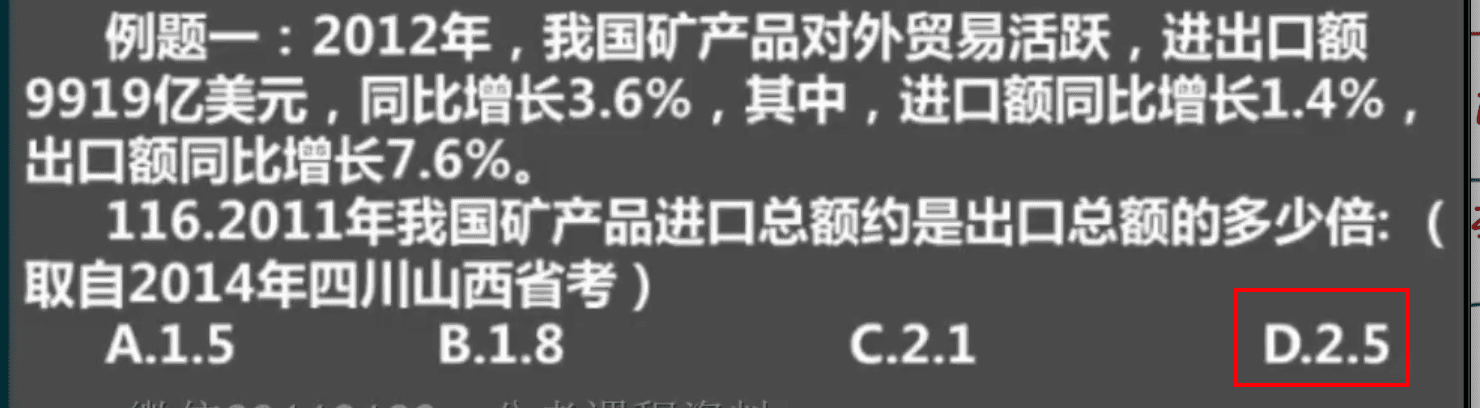 例题一：2012年，我国矿产品对外贸易活跃，进出口额
9919亿美元，同比增长3.6%，其中，进口额同比增长1.4%，
出口额同比增长7.6%。
116.2011年我国矿产品进口总额约是出口总额的多少倍:（
取自2014年四川山西省考）
A.1.5 B.1.8 C.2.1 D.2.5